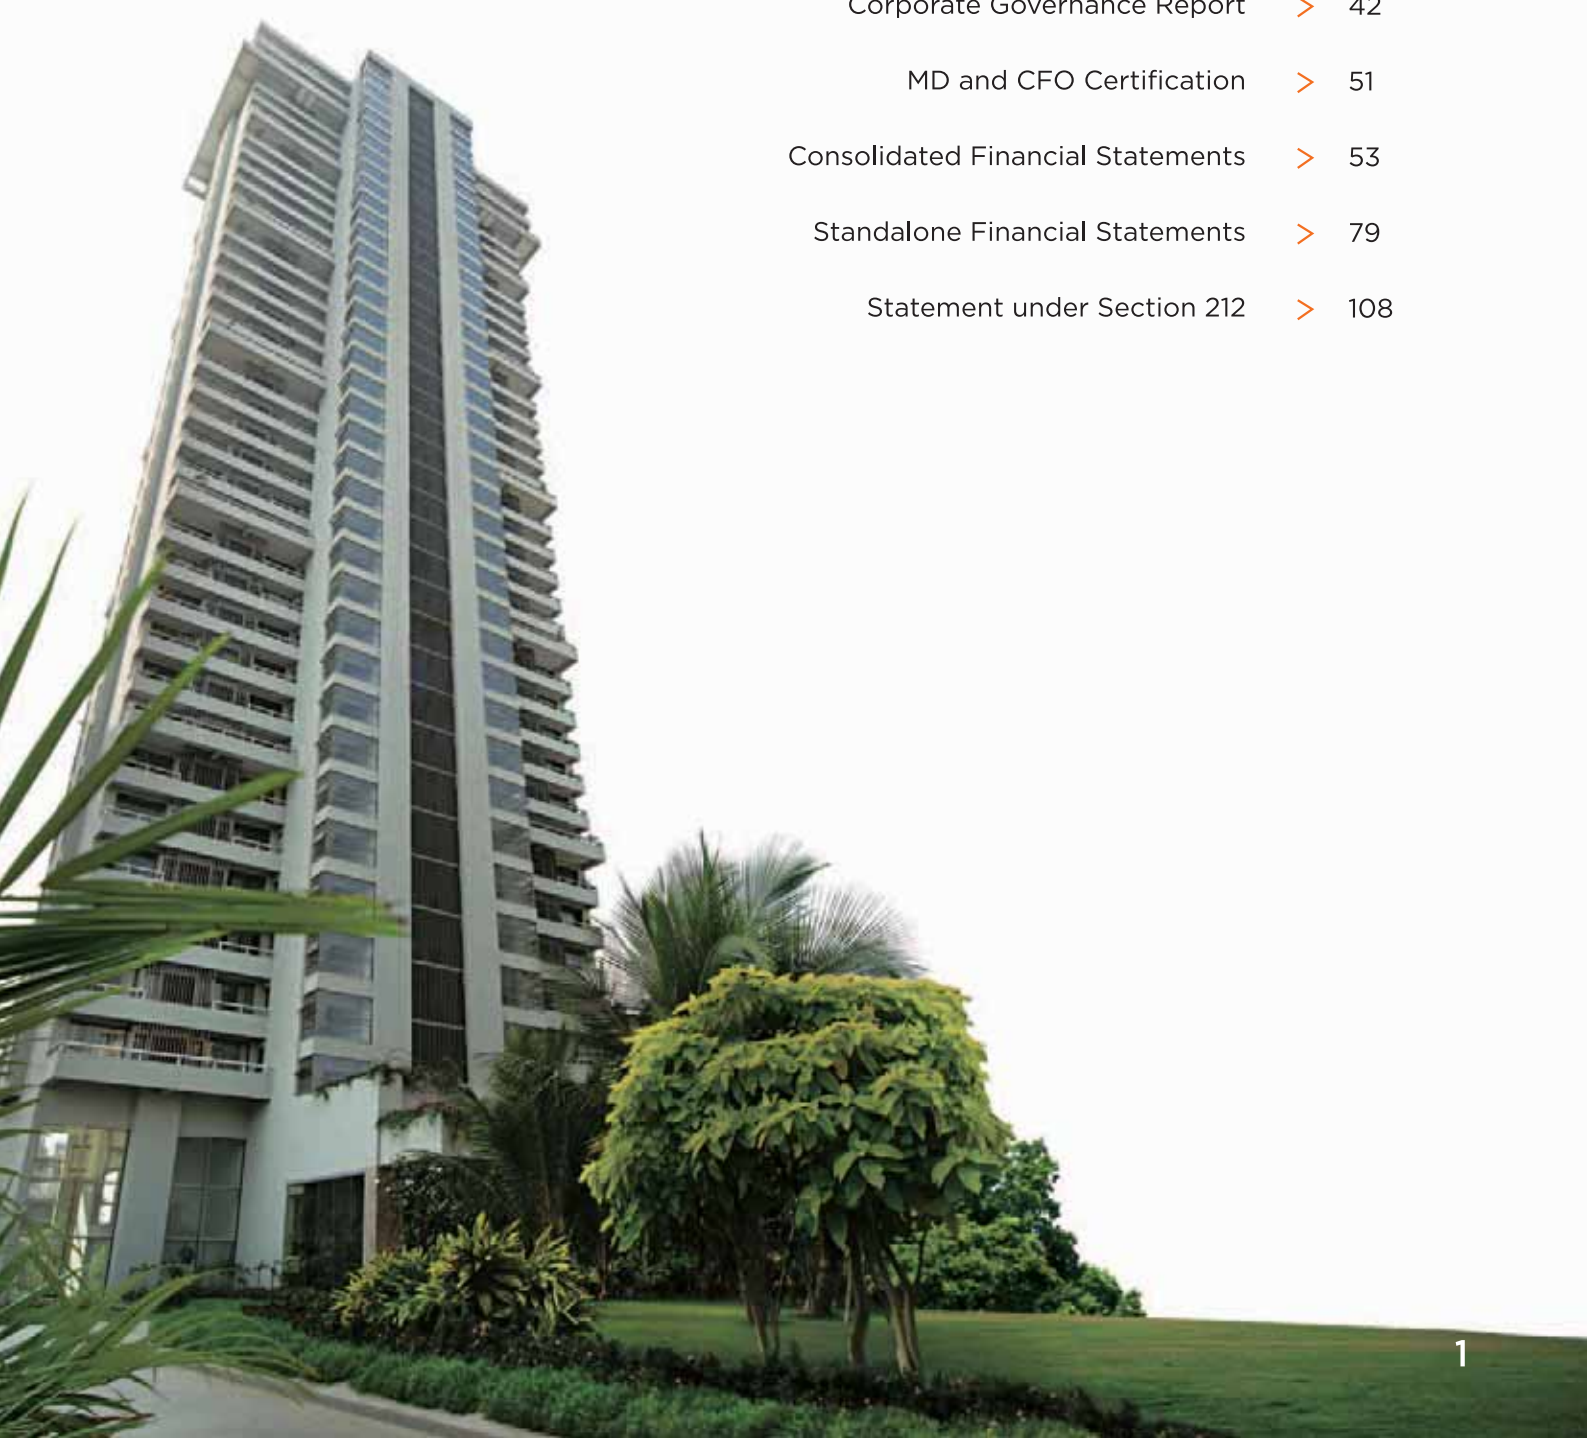 Corporate Governance Report > 42
MD and CFO Certification > 51
Consolidated Financial Statements > 53
Standalone Financial Statements > 79
Statement under Section 212 > 108
1